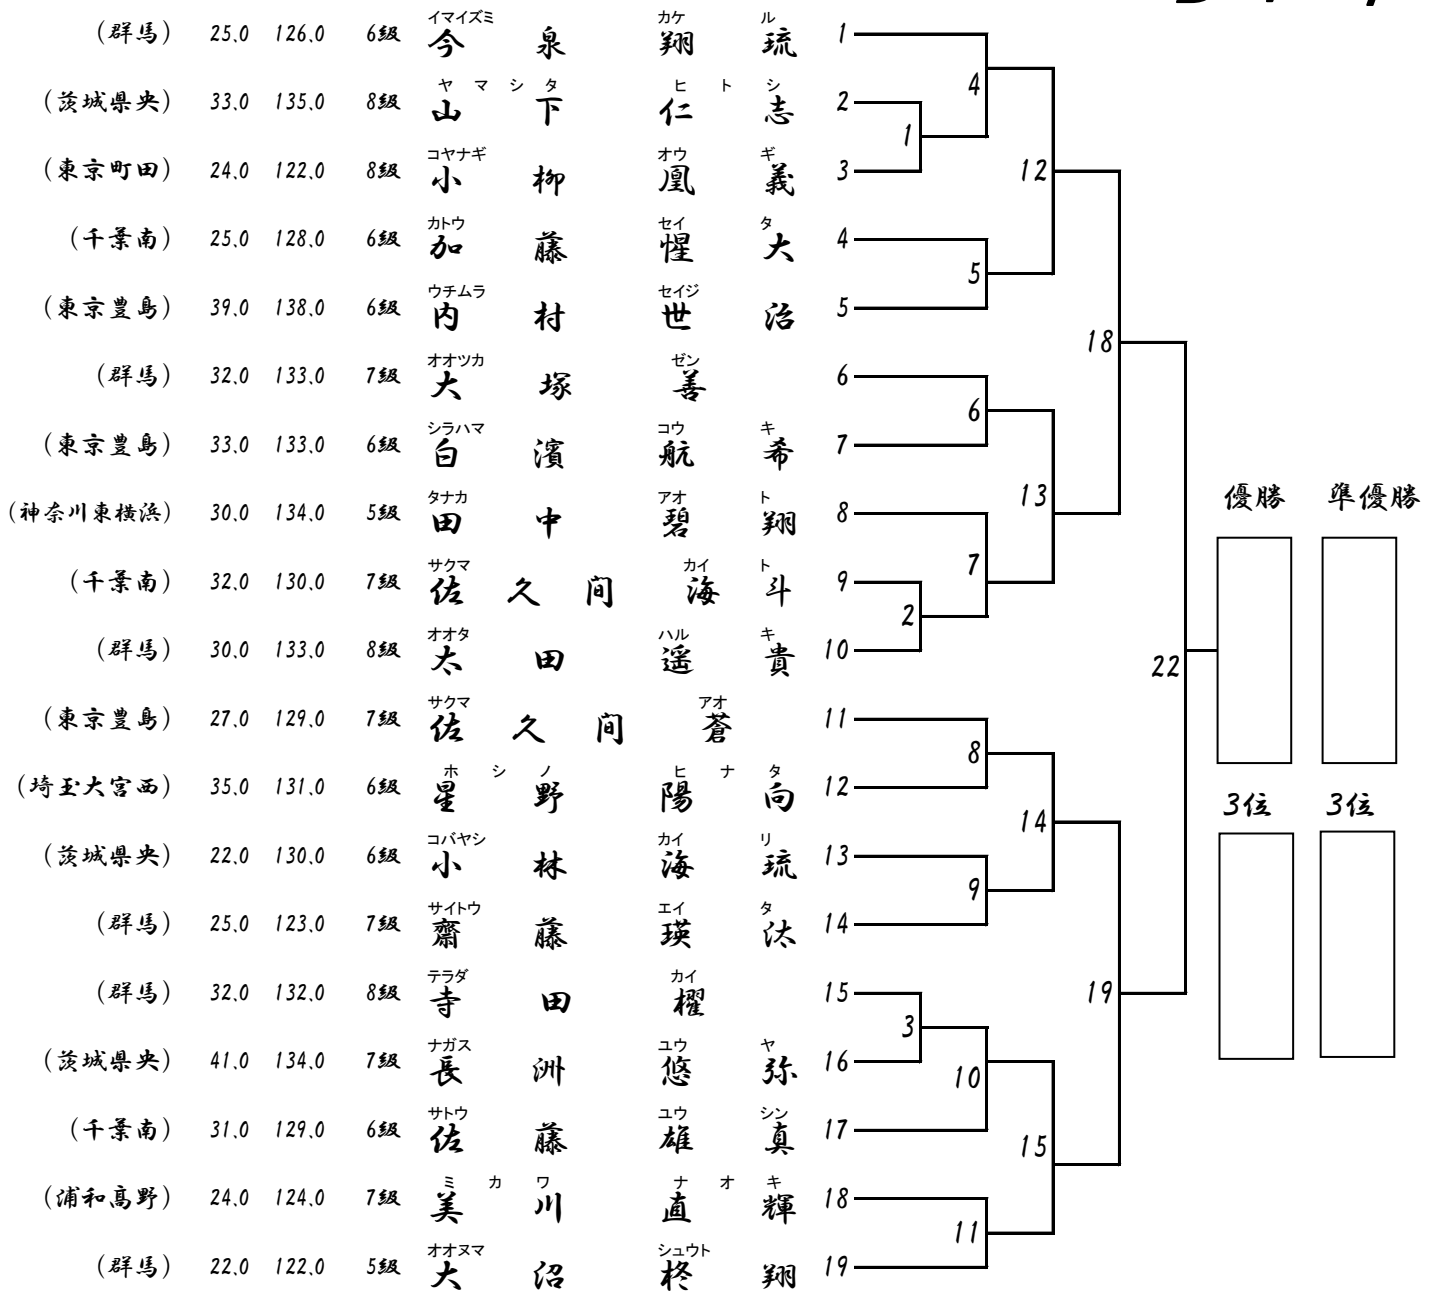 イマイズミ カケ ル
(群馬) 25.0 126.0 6級 今泉 翔琉 1
ヤマシタ ヒトシ
(茨城県央) 33.0 135.0 8級 山下 仁志 2
コヤナギ オウ ギ
(東京町田) 24.0 122.0 8級 小柳 凰義 3
カトウ セイ タ
(千葉南) 25.0 128.0 6級 加藤 惺大 4
ウチムラ セイジ
(東京豊島) 39.0 138.0 6級 内村 世治 5
オオツカ ゼン
(群馬) 32.0 133.0 7級 大塚 善 6
シラハマ コウ キ
(東京豊島) 33.0 133.0 6級 白濱 航希 7
タナカ アオ ト
(神奈川東横浜) 30.0 134.0 5級 田中 碧翔 8
サクマ カイ ト
(千葉南) 32.0 130.0 7級 佐久間 海斗 9
オオタ ハル キ
(群馬) 30.0 133.0 8級 太田 遥貴 10
サクマ アオ
(東京豊島) 27.0 129.0 7級 佐久間 蒼 11
ホシノ ヒナタ
(埼玉大宮西) 35.0 131.0 6級 星野 陽向 12
コバヤシ カイ リ
(茨城県央) 22.0 130.0 6級 小林 海琉 13
サイトウ エイ タ
(群馬) 25.0 123.0 7級 齋藤 瑛汰 14
テラダ カイ
(群馬) 32.0 132.0 8級 寺田 櫂 15
ナガス ユウ ヤ
(茨城県央) 41.0 134.0 7級 長洲 悠弥 16
サトウ ユウ シン
(千葉南) 31.0 129.0 6級 佐藤 雄真 17
ミカワ ナオキ
(浦和高野) 24.0 124.0 7級 美川 直輝 18
オオヌマ シュウト
(群馬) 22.0 122.0 5級 大沼 柊翔 19
1
2
3
4
5
6
7
8
9
10
11
12
13
14
15
18
19
22
優勝 準優勝
3位 3位